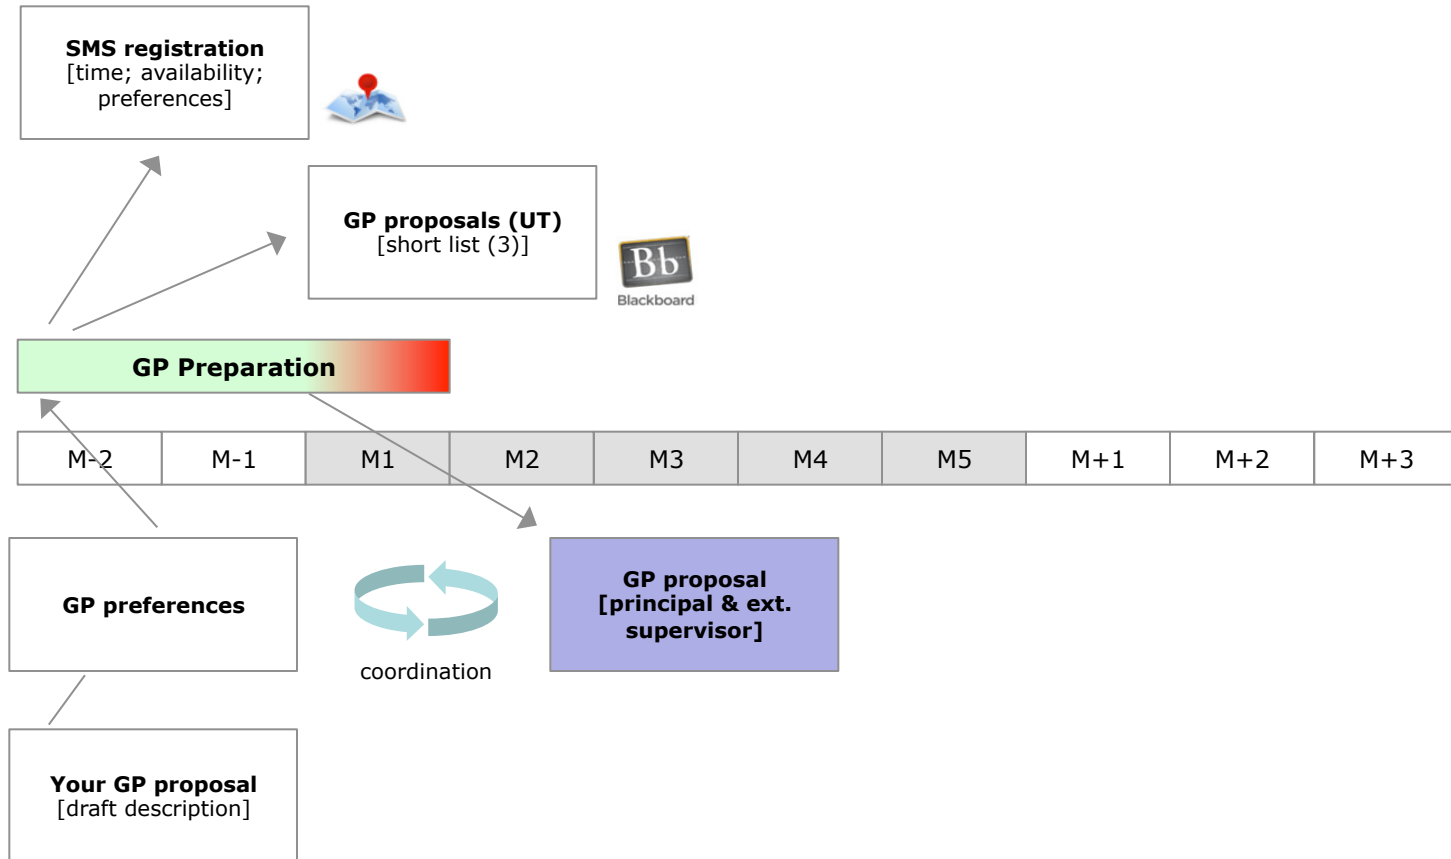 SMS registration
[time; availability;
preferences]
GP proposals (UT)
[short list (3)]
Bb
Blackboard
GP Preparation
M-2 M-1 M1 M2 M3 M4 M5 M+1 M+2 M+3
GP preferences
coordination
GP proposal
[principal & ext.
supervisor]
Your GP proposal
[draft description]